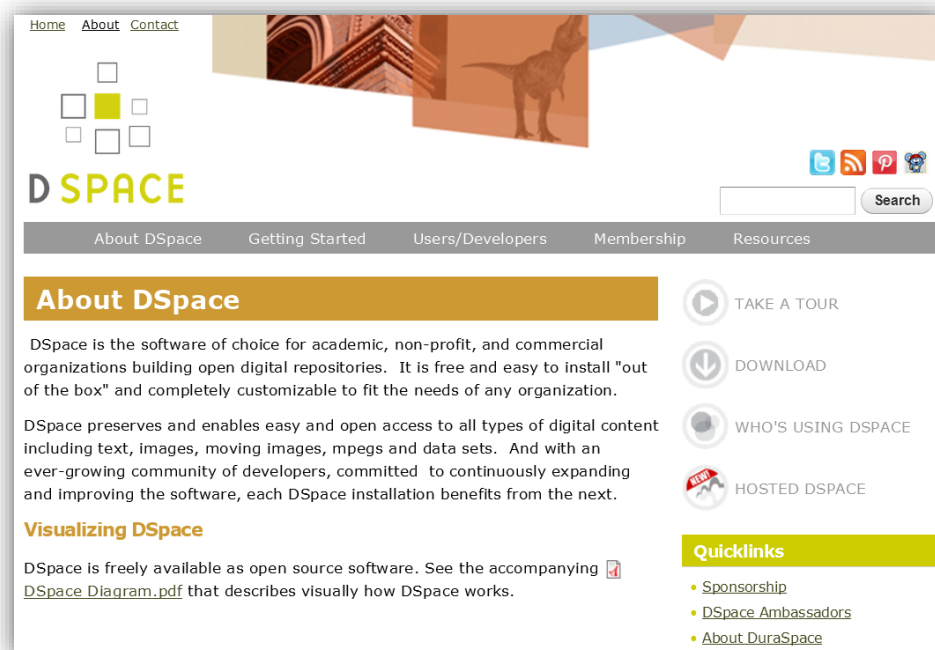 Home About Contact
D SPACE
Search
About DSpace Getting Started Users/Developers Membership Resources
About DSpace
DSpace is the software of choice for academic, non-profit, and commercial
organizations building open digital repositories. It is free and easy to install "out
of the box" and completely customizable to fit the needs of any organization.
DSpace preserves and enables easy and open access to all types of digital content
including text, images, moving images, mpegs and data sets. And with an
ever-growing community of developers, committed to continuously expanding
and improving the software, each DSpace installation benefits from the next.
Visualizing DSpace
DSpace is freely available as open source software. See the accompanying
DSpace Diagram.pdf that describes visually how DSpace works.
TAKE A TOUR
DOWNLOAD
WHO'S USING DSPACE
NEW!
HOSTED DSPACE
Quicklinks
• Sponsorship
• DSpace Ambassadors
• About DuraSpace